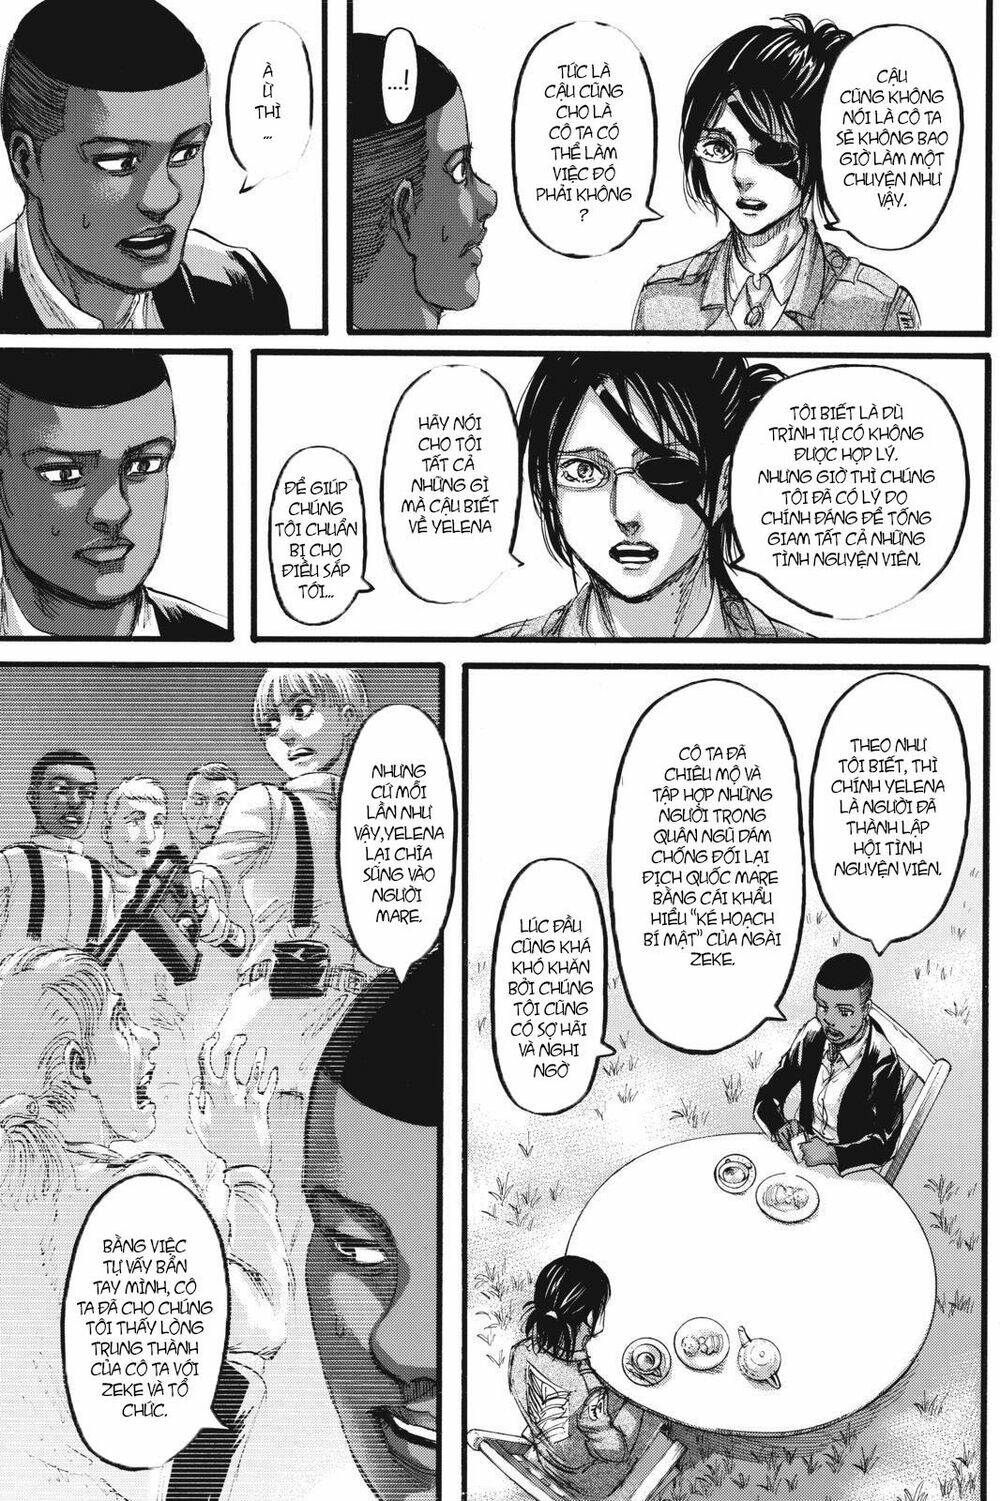 CẬU
CŨNG KHÔNG
NÓI LÀ CÔ TA
SẼ KHÔNG BAO
GIỜ LÀM MỘT
CHUYỆN NHƯ
VẬY.
TỨC LÀ
CẬU CŨNG
CHO LÀ
CÔ TA CÓ
THỂ LÀM
VIỆC ĐÓ
PHẢI KHÔNG
?
....!
À
Ừ
THÌ
...
TÔI BIẾT LÀ DÙ
TRÌNH TỰ CÓ KHÔNG
ĐƯỢC HỢP LÝ.
NHƯNG GIỜ THÌ CHÚNG
TÔI ĐÃ CÓ LÝ DO
CHÍNH ĐÁNG ĐỂ TỐNG
GIAM TẤT CẢ NHỮNG
TÌNH NGUYỆN VIÊN.
HÃY NÓI
CHO TÔI
TẤT CẢ
NHỮNG GÌ
MÀ CẬU BIẾT
VỀ YELENA
ĐỂ GIÚP
CHÚNG
TÔI CHUẨN
BỊ CHO
ĐIỀU SẮP
TỚI...
THEO NHƯ
TÔI BIẾT, THÌ
CHÍNH YELENA
LÀ NGƯỜI ĐÃ
THÀNH LẬP
HỘI TÌNH
NGUYỆN VIÊN.
CÔ TA ĐÃ
CHIÊU MỘ VÀ
TẬP HỢP NHỮNG
NGƯỜI TRONG
QUÂN NGŨ DÁM
CHỐNG ĐỐI LẠI
ĐỊCH QUỐC MARE
BẰNG CÁI KHẨU
HIỂU "KÉ HOẠCH
BÍ MẬT" CỦA NGÀI
ZEKE.
LÚC ĐẦU
CŨNG KHÁ
KHÓ KHĂN
BỞI CHÚNG
TÔI CŨNG
CÓ SỢ HÃI
VÀ NGHI
NGỜ
NHƯNG
CỨ MỖI
LẦN NHƯ
VẬY,YELENA
LẠI CHĨA
SÚNG VÀO
NGƯỜI
MARE.
BẰNG VIỆC
TỰ VẤY BẨN
TAY MÌNH, CÔ
TA ĐÃ CHO CHÚNG
TÔI THẤY LÒNG
TRUNG THÀNH
CỦA CÔ TA VỚI
ZEKE VÀ TỔ
CHỨC.